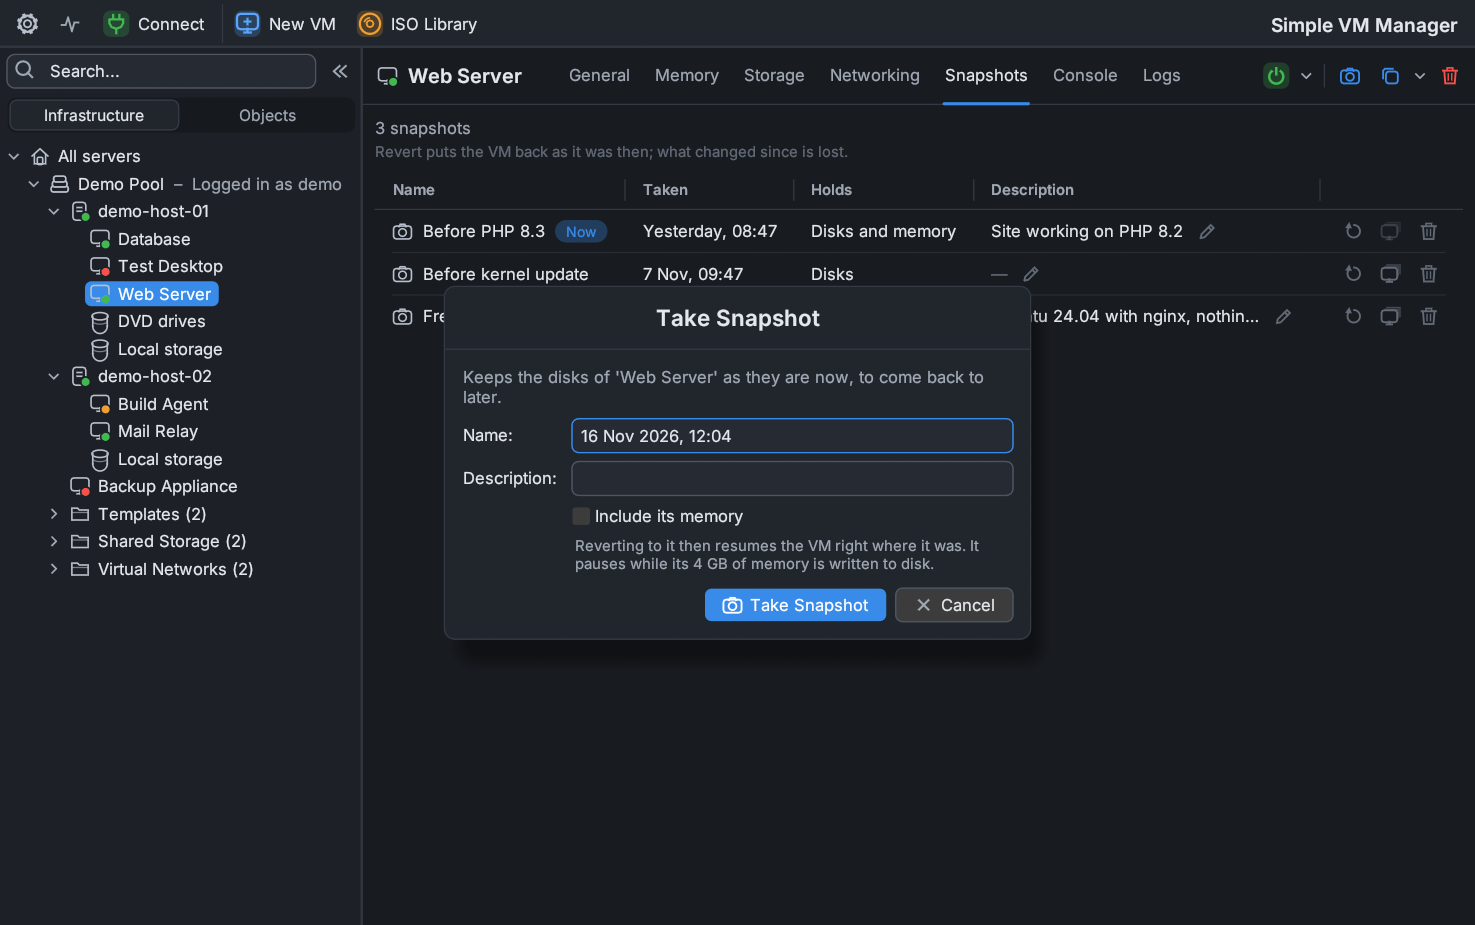 Connect
New VM
ISO Library
Simple VM Manager
Search...
Infrastructure
Objects
All servers
Demo Pool – Logged in as demo
demo-host-01
Database
Test Desktop
Web Server
DVD drives
Local storage
demo-host-02
Build Agent
Mail Relay
Local storage
Backup Appliance
Templates (2)
Shared Storage (2)
Virtual Networks (2)
Web Server
General
Memory
Storage
Networking
Snapshots
Console
Logs
3 snapshots
Revert puts the VM back as it was then; what changed since is lost.
Name Taken Holds Description
Before PHP 8.3 Now Yesterday, 08:47 Disks and memory Site working on PHP 8.2
Before kernel update 7 Nov, 09:47 Disks —
24.04 with nginx, nothin...
Take Snapshot
Keeps the disks of 'Web Server' as they are now, to come back to
later.
Name: 16 Nov 2026, 12:04
Description:
Include its memory
Reverting to it then resumes the VM right where it was. It
pauses while its 4 GB of memory is written to disk.
Take Snapshot
Cancel